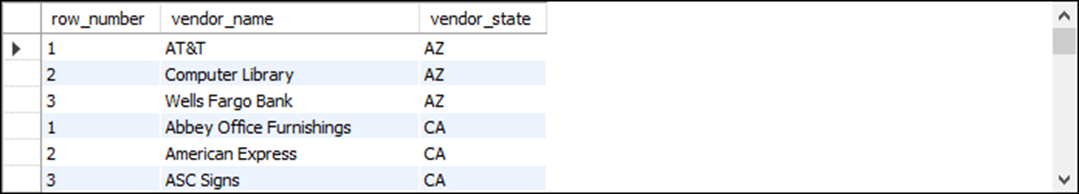 row_number vendor_name vendor_state
1 AT&T AZ
2 Computer Library AZ
3 Wells Fargo Bank AZ
1 Abbey Office Furnishings CA
2 American Express CA
3 ASC Signs CA